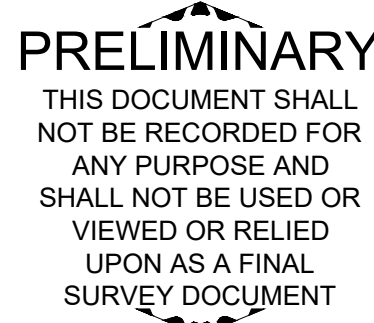 PRELIMINARY
THIS DOCUMENT SHALL
NOT BE RECORDED FOR
ANY PURPOSE AND
SHALL NOT BE USED OR
VIEWED OR RELIED
UPON AS A FINAL
SURVEY DOCUMENT